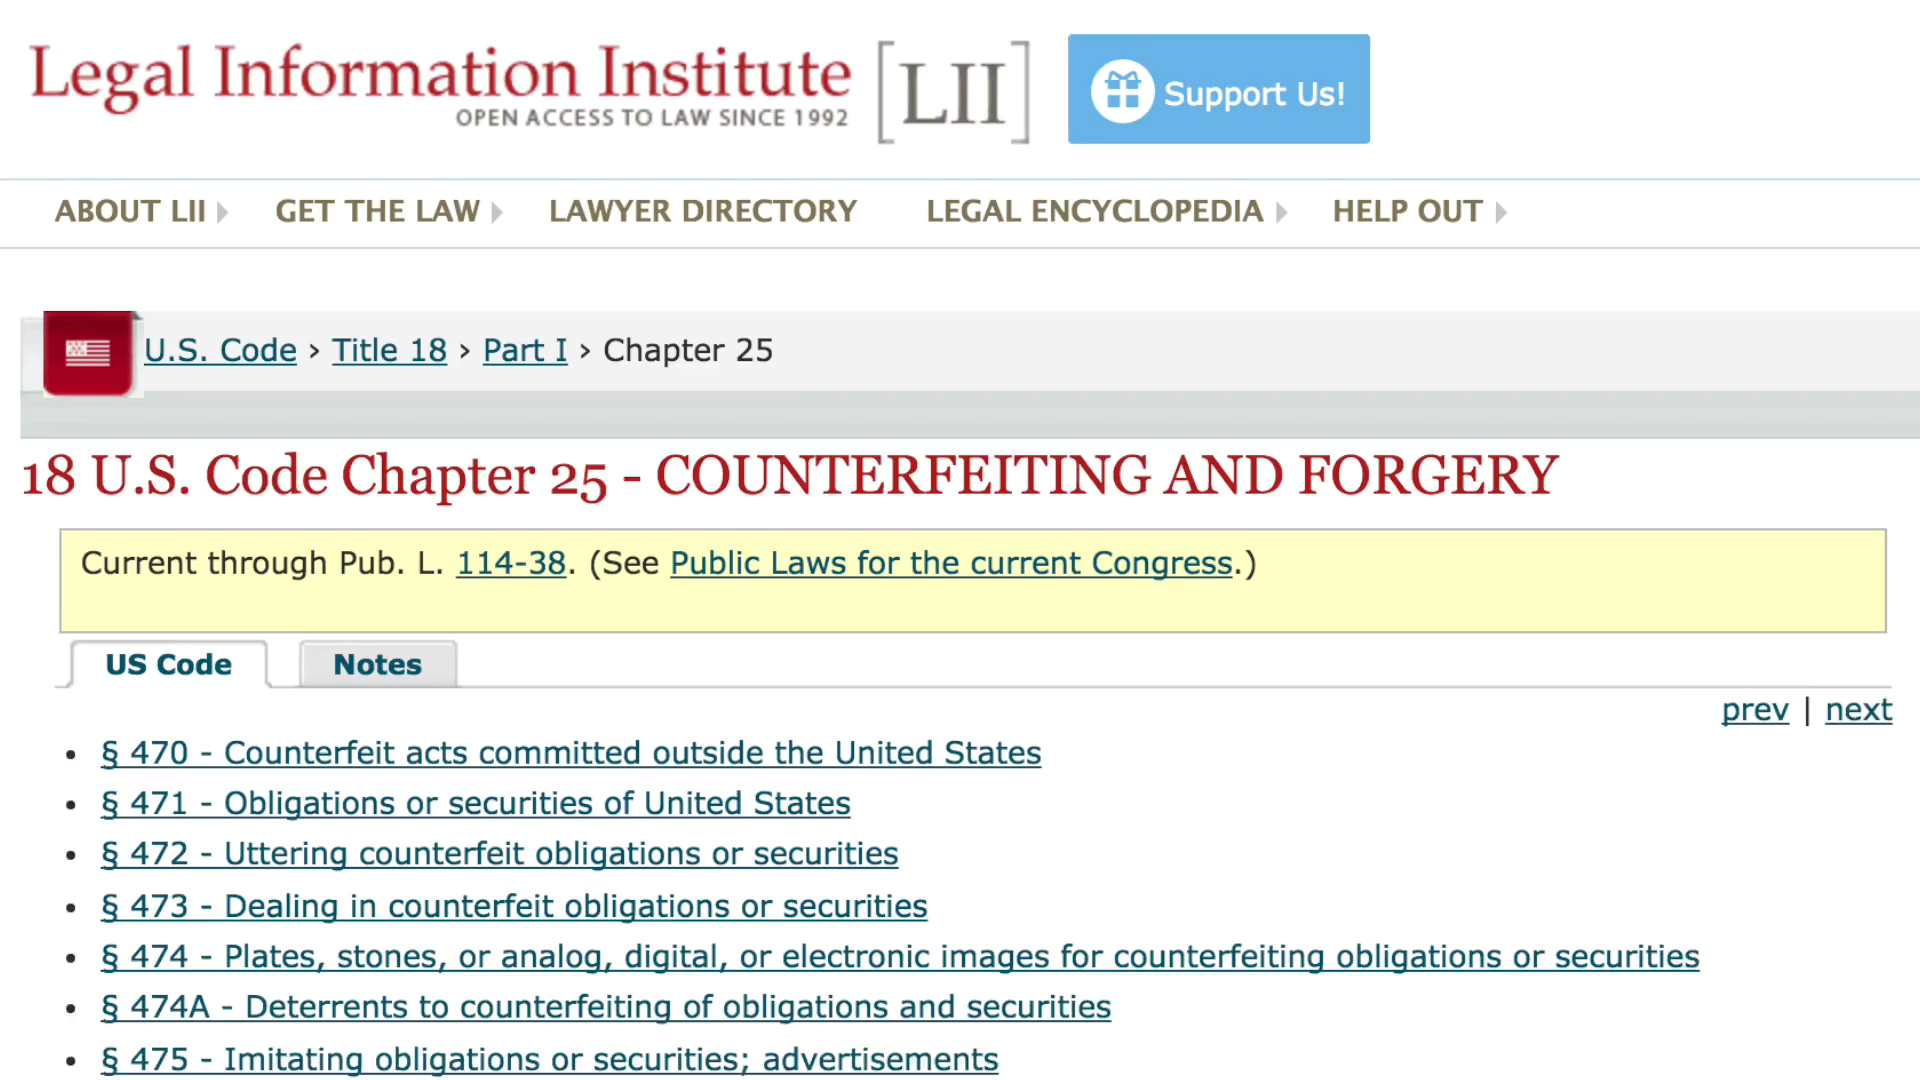 Legal Information Institute
OPEN ACCESS TO LAW SINCE 1992
[LII]
Support Us!
ABOUT LII GET THE LAW LAWYER DIRECTORY LEGAL ENCYCLOPEDIA HELP OUT
U.S. Code › Title 18 › Part I › Chapter 25
18 U.S. Code Chapter 25 - COUNTERFEITING AND FORGERY
Current through Pub. L. 114-38. (See Public Laws for the current Congress.)
US Code Notes
prev | next
• § 470 - Counterfeit acts committed outside the United States
• § 471 - Obligations or securities of United States
• § 472 - Uttering counterfeit obligations or securities
• § 473 - Dealing in counterfeit obligations or securities
• § 474 - Plates, stones, or analog, digital, or electronic images for counterfeiting obligations or securities
• § 474A - Deterrents to counterfeiting of obligations and securities
• § 475 - Imitating obligations or securities; advertisements